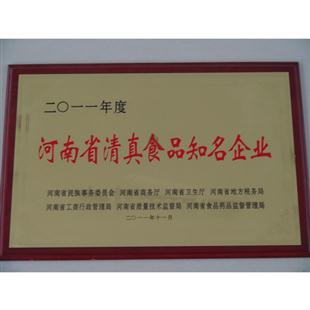 二〇一一年度
河南省清真食品知名企业
河南省民族事务委员会 河南省商务厅 河南省卫生厅 河南省地方税务局
河南省工商行政管理局 河南省质量技术监督局 河南省食品药品监督管理局
二〇一一年十一月